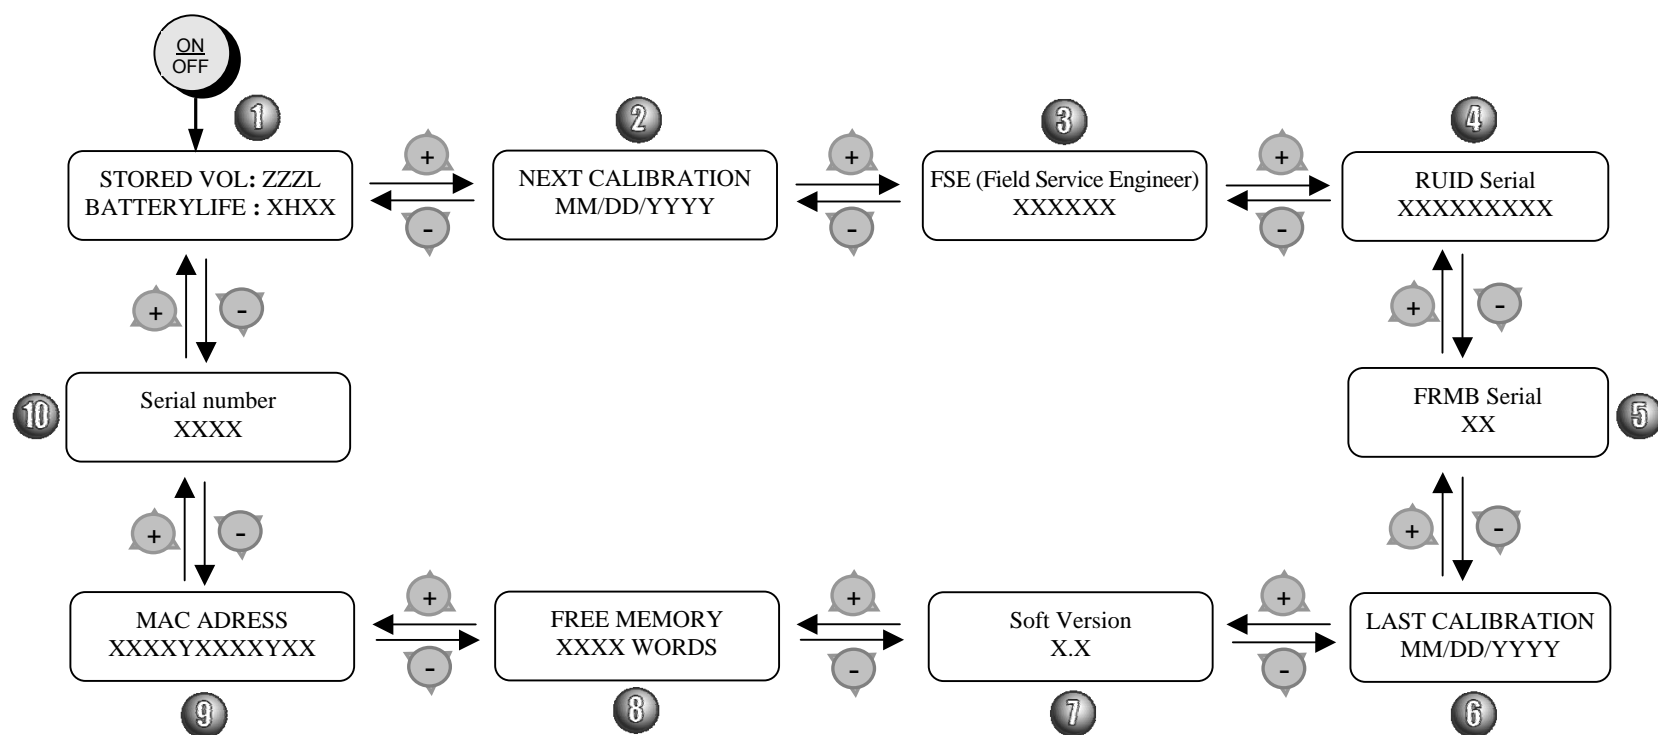 ON
OFF
1
2
3
4
STORED VOL: ZZZL
BATTERYLIFE : XHXX
+
-
NEXT CALIBRATION
MM/DD/YYYY
+
-
FSE (Field Service Engineer)
XXXXXX
+
-
RUID Serial
XXXXXXXXX
+
-
+
-
10
Serial number
XXXX
FRMB Serial
XX
5
+
-
+
-
MAC ADRESS
XXXXYXXXXYXX
+
-
FREE MEMORY
XXXX WORDS
+
-
Soft Version
X.X
+
-
LAST CALIBRATION
MM/DD/YYYY
9
8
7
6